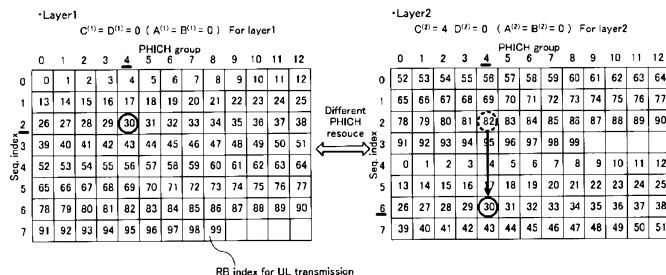 ・Layer1
C(1)= D(1)=0 ( A(1)= B(1)=0 ) For layer1
PHICH group
0 1 2 3 4 5 6 7 8 9 10 11 12
Seq. index
0 0 1 2 3 4 5 6 7 8 9 10 11 12
1 13 14 15 16 17 18 19 20 21 22 23 24 25
2 26 27 28 29 30 31 32 33 34 35 36 37 38
3 39 40 41 42 43 44 45 46 47 48 49 50 51
4 52 53 54 55 56 57 58 59 60 61 62 63 64
5 65 66 67 68 69 70 71 72 73 74 75 76 77
6 78 79 80 81 82 83 84 85 86 87 88 89 90
7 91 92 93 94 95 96 97 98 99
RB index for UL transmission
Different
PHICH
resouce
・Layer2
C(2)= 4 D(2)=0 ( A(2)= B(2)=0 ) For layer2
PHICH group
0 1 2 3 4 5 6 7 8 9 10 11 12
Seq. index
0 52 53 54 55 56 57 58 59 60 61 62 63 64
1 65 66 67 68 69 70 71 72 73 74 75 76 77
2 78 79 80 81 82 83 84 85 86 87 88 89 90
3 91 92 93 94 95 96 97 98 99
4 0 1 2 3 4 5 6 7 8 9 10 11 12
5 13 14 15 16 17 18 19 20 21 22 23 24 25
6 26 27 28 29 30 31 32 33 34 35 36 37 38
7 39 40 41 42 43 44 45 46 47 48 49 50 51